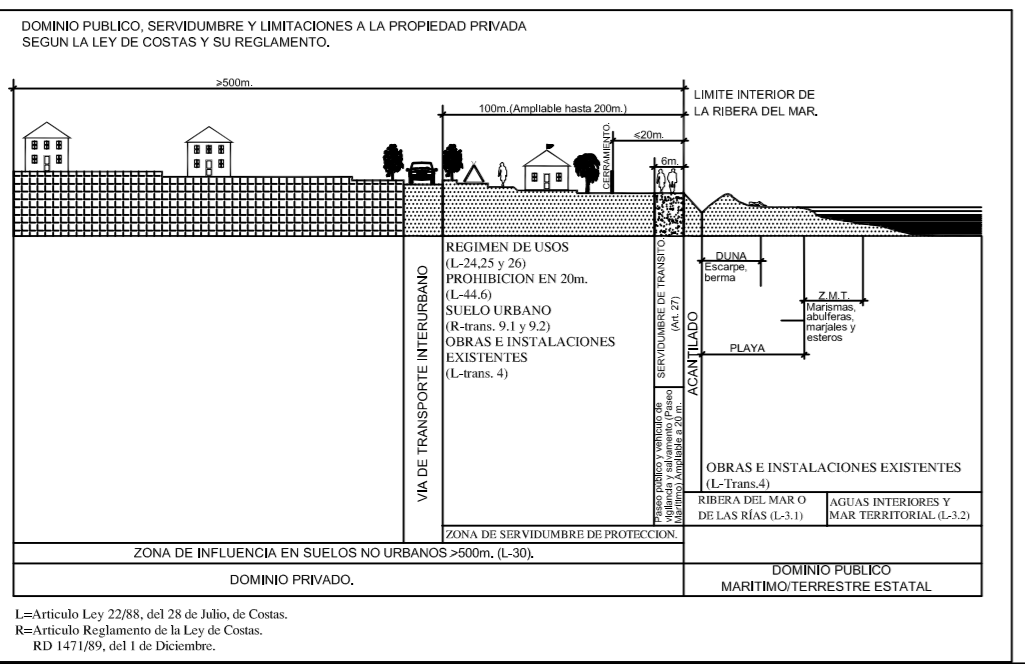 DOMINIO PUBLICO, SERVIDUMBRE Y LIMITACIONES A LA PROPIEDAD PRIVADA
SEGUN LA LEY DE COSTAS Y SU REGLAMENTO.
>500m.
LIMITE INTERIOR DE
LA RIBERA DEL MAR.
100m.(Ampliable hasta 200m.)
CERRAMIENTO.
≤20m.
6m.
VIA DE TRANSPORTE INTERURBANO
REGIMEN DE USOS
(L-24,25 y 26)
PROHIBICION EN 20m.
(L-44.6)
SUELO URBANO
(R-trans. 9.1 y 9.2)
OBRAS E INSTALACIONES
EXISTENTES
(L-trans. 4)
SERVIDUMBRE DE TRANSITO.
(Art. 27)
Paseo publico y vehiculo de
vigilancia y salvamento (Paseo
Maritimo) Ampliable a 20 m.
ACANTILADO
DUNA
Escarpe,
berma
Z.M.T.
Marismas,
abulferas,
marjales y
esteros
PLAYA
OBRAS E INSTALACIONES EXISTENTES
(L-Trans.4)
RIBERA DEL MAR O
DE LAS RÍAS (L-3.1)
AGUAS INTERIORES Y
MAR TERRITORIAL (L-3.2)
ZONA DE SERVIDUMBRE DE PROTECCION.
ZONA DE INFLUENCIA EN SUELOS NO URBANOS >500m. (L-30).
DOMINIO PRIVADO.
DOMINIO PUBLICO
MARITIMO/TERRESTRE ESTATAL
L=Articulo Ley 22/88, del 28 de Julio, de Costas.
R=Articulo Reglamento de la Ley de Costas.
RD 1471/89, del 1 de Diciembre.